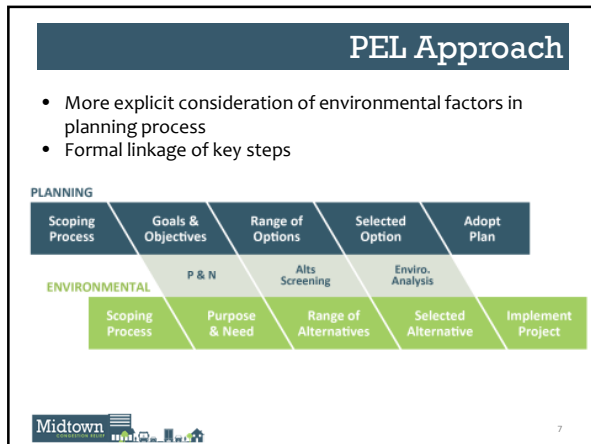 PEL Approach
• More explicit consideration of environmental factors in
planning process
• Formal linkage of key steps
PLANNING
Scoping
Process
Goals &
Objectives
Range of
Options
Selected
Option
Adopt
Plan
P & N
Alts
Screening
Enviro.
Analysis
ENVIRONMENTAL
Scoping
Process
Purpose
& Need
Range of
Alternatives
Selected
Alternative
Implement
Project
Midtown
CONGESTION RELIEF
7